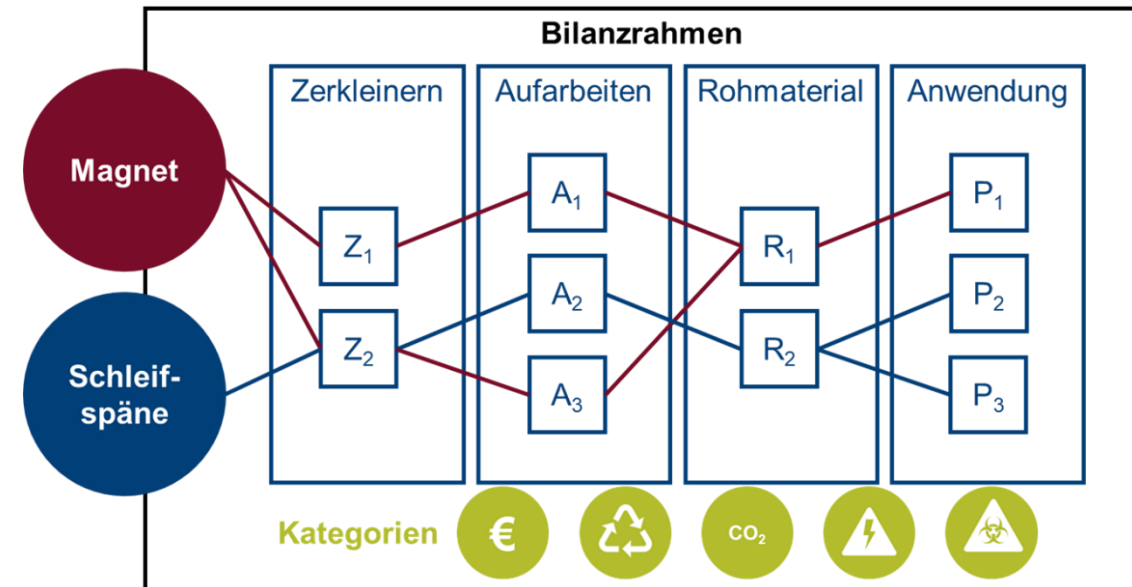 Bilanzrahmen
Zerkleinern
Aufarbeiten
Rohmaterial
Anwendung
Magnet
Schleif-
späne
Z₁
Z₂
A₁
A₂
A₃
R₁
R₂
P₁
P₂
P₃
Kategorien
€
CO₂